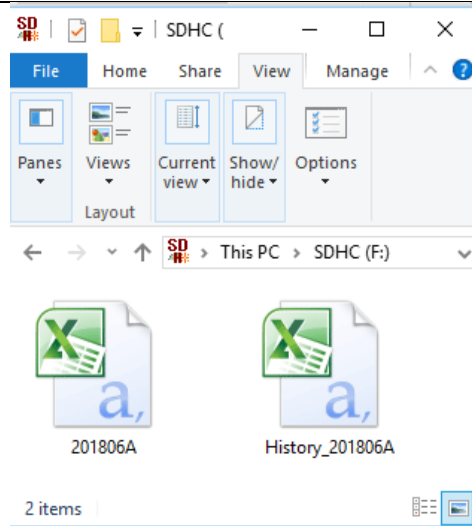 SDHC (
File Home Share View Manage
Panes Views Current view Show/ hide Options
Layout
SD This PC > SDHC (F:)
a, a,
201806A History_201806A
2 items